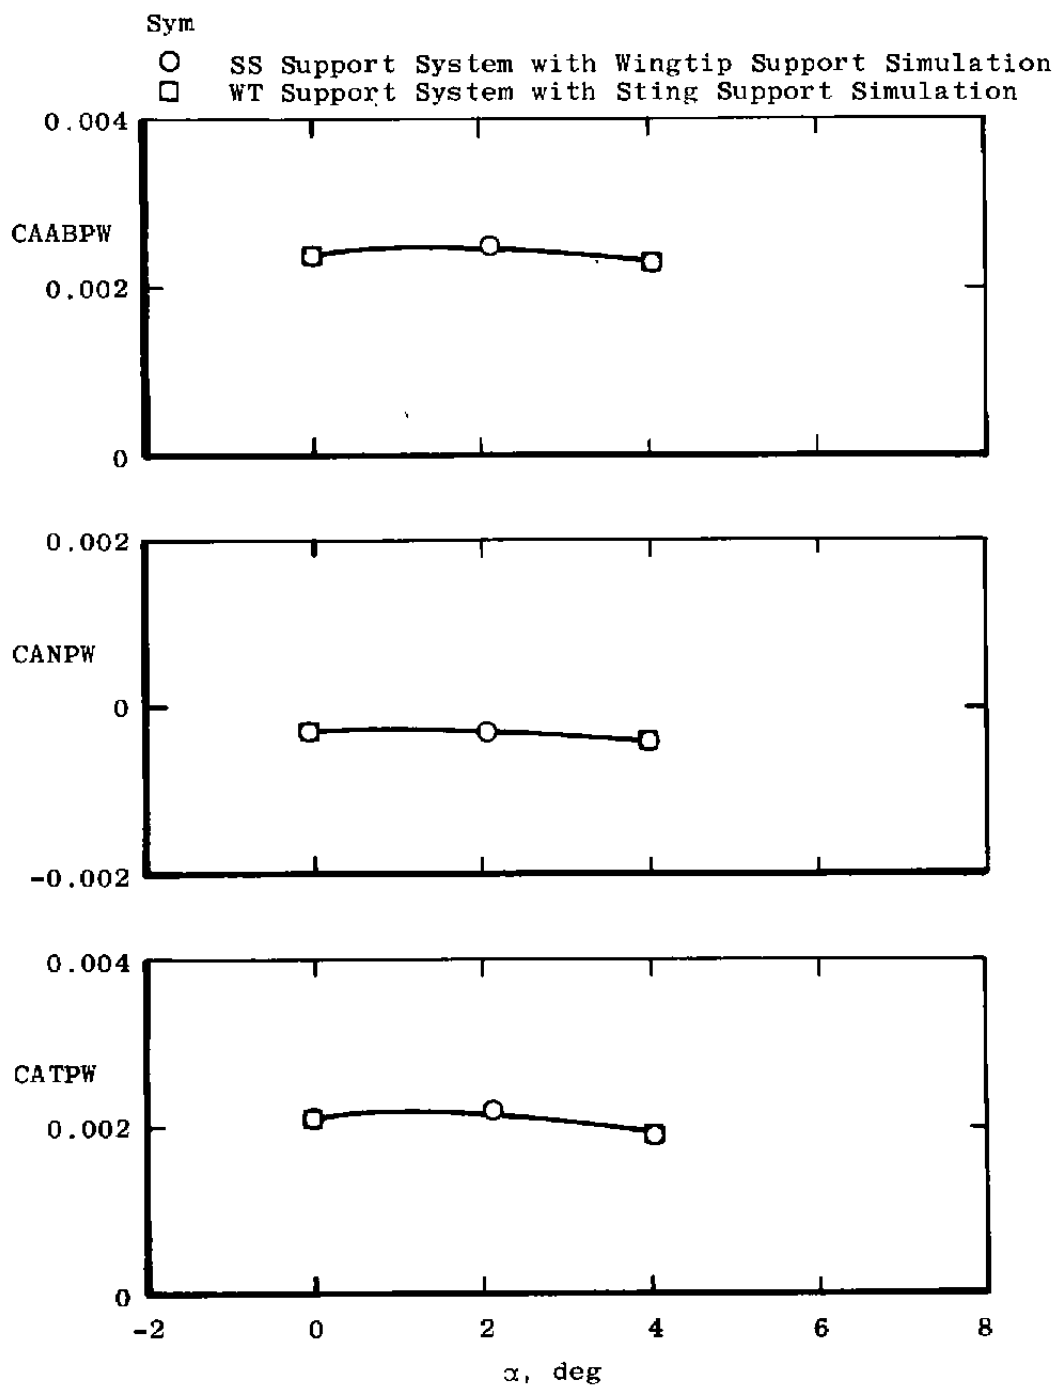 Sym
SS Support System with Wingtip Support Simulation
WT Support System with Sting Support Simulation
0.004
CAABPW
0.002
0
0.002
CANPW
0
-0.002
0.004
CATPW
0.002
0
-2 0 2 4 6 8
α, deg